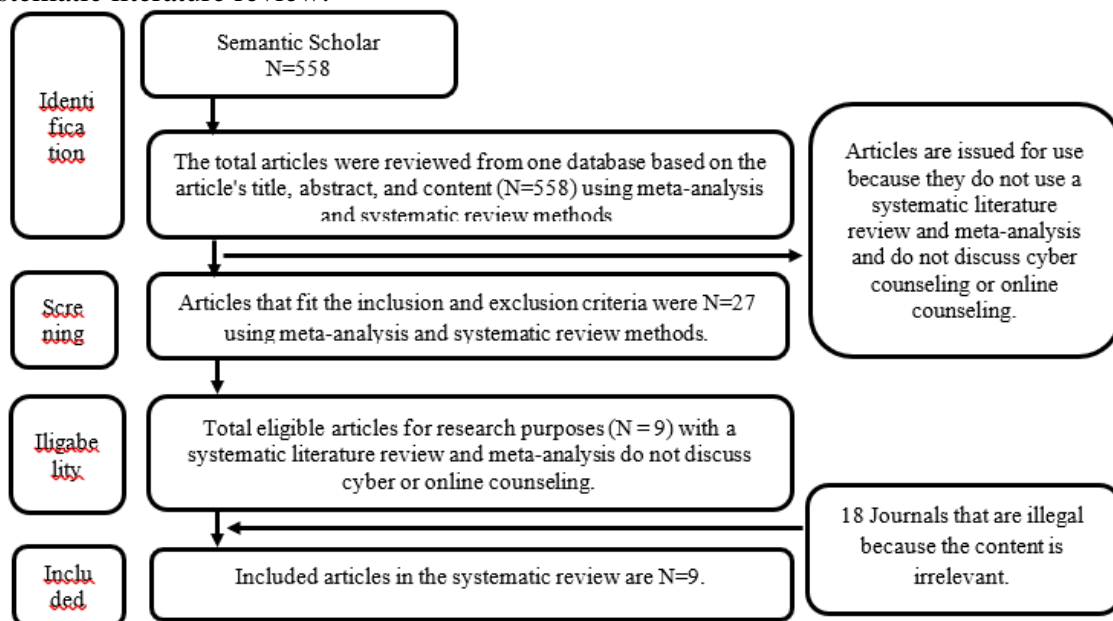 stematic literature review.
Identi
fica
tion
Semantic Scholar
N=558
The total articles were reviewed from one database based on the
article's title, abstract, and content (N=558) using meta-analysis
and systematic review methods
Articles are issued for use
because they do not use a
systematic literature
review and meta-analysis
and do not discuss cyber
counseling or online
counseling.
Scre
ning
Articles that fit the inclusion and exclusion criteria were N=27
using meta-analysis and systematic review methods.
Iligabe
lity
Total eligible articles for research purposes (N = 9) with a
systematic literature review and meta-analysis do not discuss
cyber or online counseling.
18 Journals that are illegal
because the content is
irrelevant.
Inclu
ded
Included articles in the systematic review are N=9.